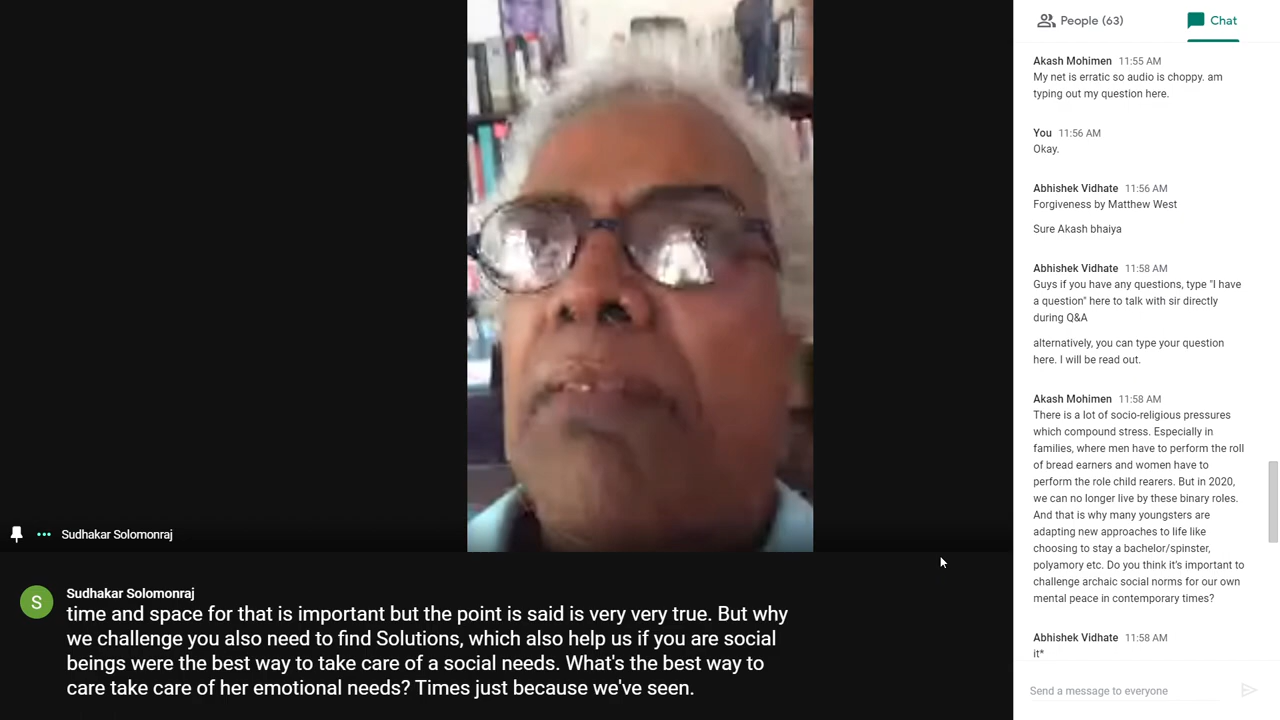 People (63)
Chat
Akash Mohimen 11:55 AM
My net is erratic so audio is choppy. am
typing out my question here.
You 11:56 AM
Okay.
Abhishek Vidhate 11:56 AM
Forgiveness by Matthew West
Sure Akash bhaiya
Abhishek Vidhate 11:58 AM
Guys if you have any questions, type "I have
a question" here to talk with sir directly
during Q&A
alternatively, you can type your question
here. I will be read out.
Akash Mohimen 11:58 AM
There is a lot of socio-religious pressures
which compound stress. Especially in
families, where men have to perform the roll
of bread earners and women have to
perform the role child rearers. But in 2020,
we can no longer live by these binary roles.
And that is why many youngsters are
adapting new approaches to life like
choosing to stay a bachelor/spinster,
polyamory etc. Do you think it's important to
challenge archaic social norms for our own
mental peace in contemporary times?
Abhishek Vidhate 11:58 AM
it*
Send a message to everyone
Sudhakar Solomonraj
S
Sudhakar Solomonraj
time and space for that is important but the point is said is very very true. But why
we challenge you also need to find Solutions, which also help us if you are social
beings were the best way to take care of a social needs. What's the best way to
care take care of her emotional needs? Times just because we've seen.